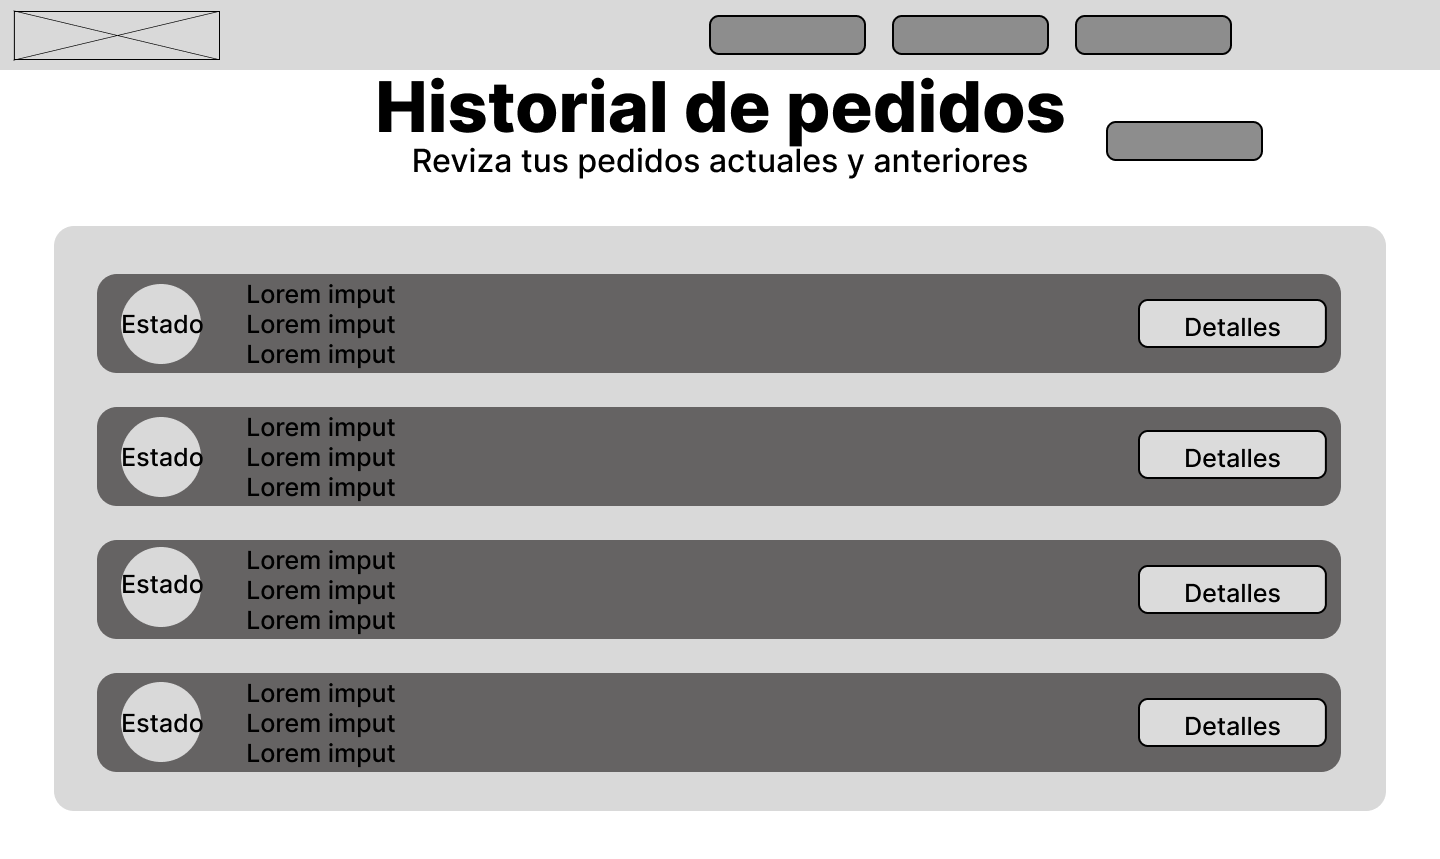 Historial de pedidos
Reviza tus pedidos actuales y anteriores
Estado
Lorem imput
Lorem imput
Lorem imput
Detalles
Estado
Lorem imput
Lorem imput
Lorem imput
Detalles
Estado
Lorem imput
Lorem imput
Lorem imput
Detalles
Estado
Lorem imput
Lorem imput
Lorem imput
Detalles